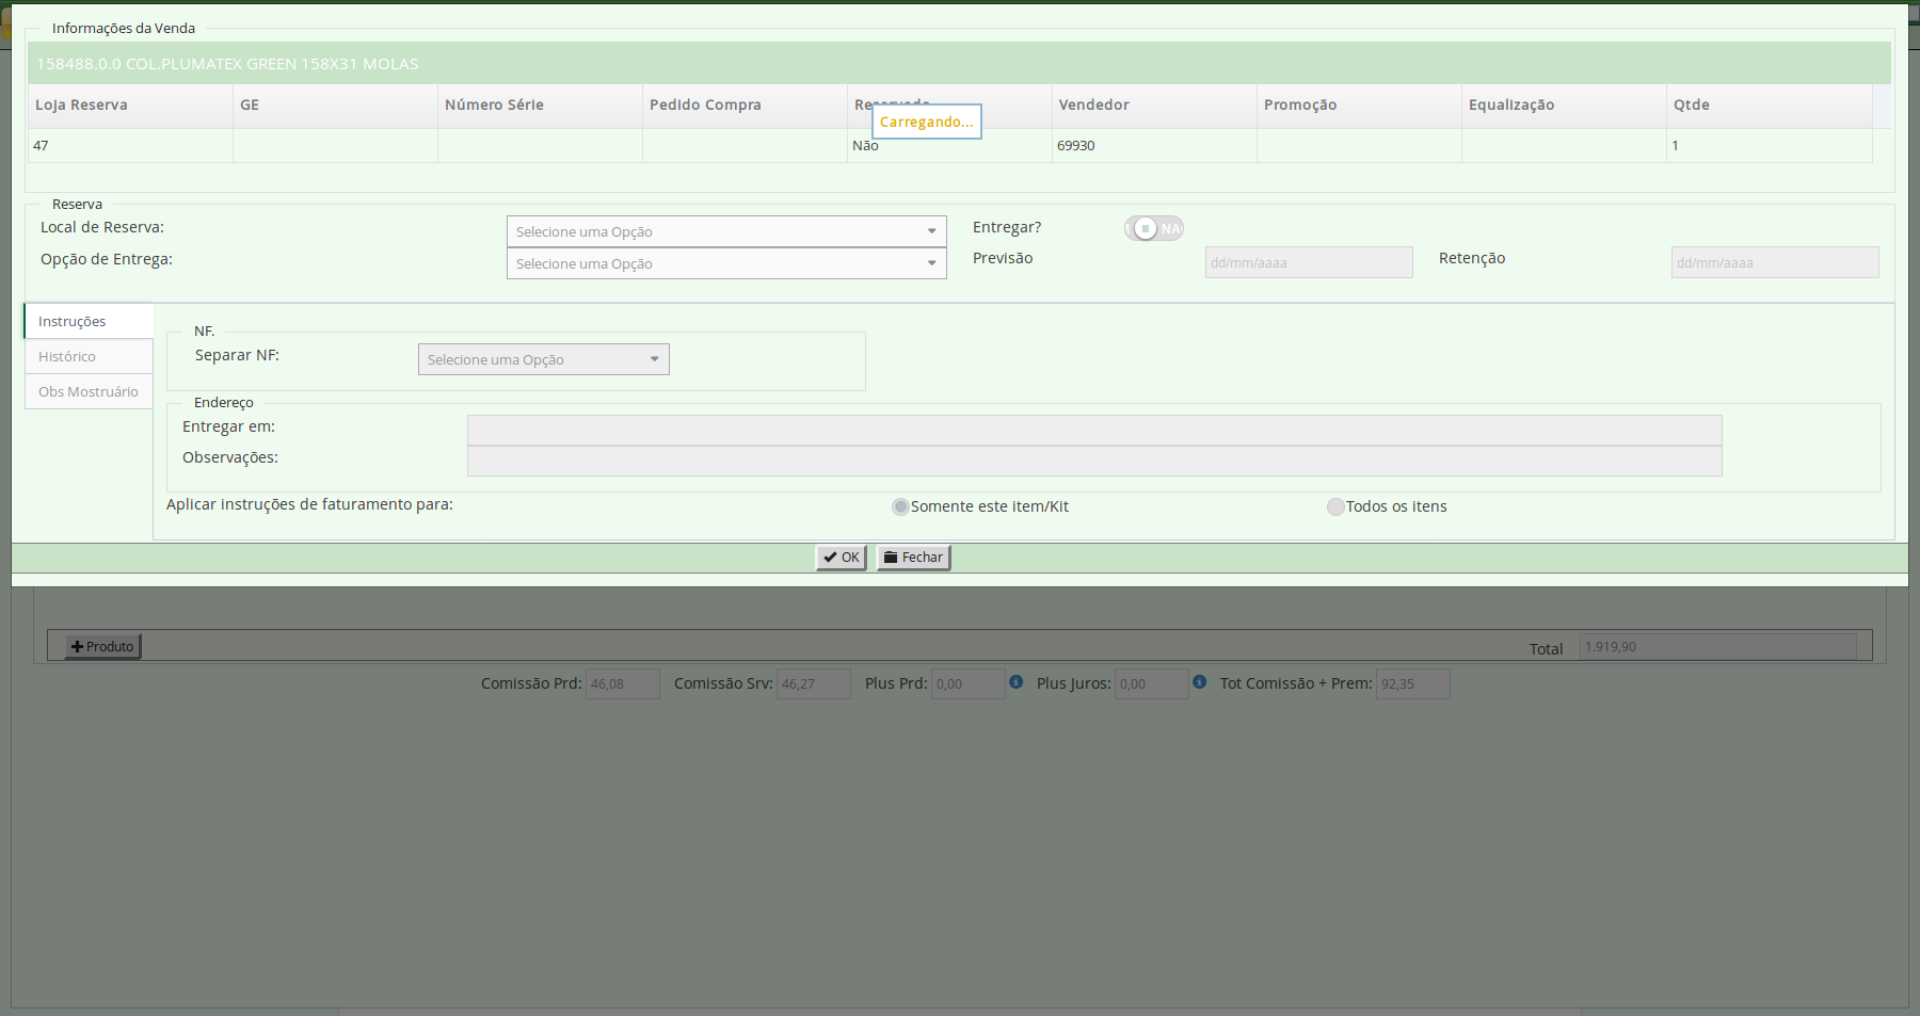 Informações da Venda
158488.0.0 COL.PLUMATEX GREEN 158X31 MOLAS
Loja Reserva GE Número Série Pedido Compra Vendedor Promoção Equalização Qtde
Carregando...
47 Não 69930 1
Reserva
Local de Reserva: Selecione uma Opção Entregar?
Opção de Entrega: Selecione uma Opção Previsão dd/mm/aaaa Retenção dd/mm/aaaa
Instruções
Histórico
Obs Mostruário
NF.
Separar NF: Selecione uma Opção
Endereço
Entregar em:
Observações:
Aplicar instruções de faturamento para: Somente este item/Kit Todos os itens
OK Fechar
Produto Total 1.919,90
Comissão Prd: 46,08 Comissão Srv: 46,27 Plus Prd: 0,00 Plus Juros: 0,00 Tot Comissão + Prem: 92,35